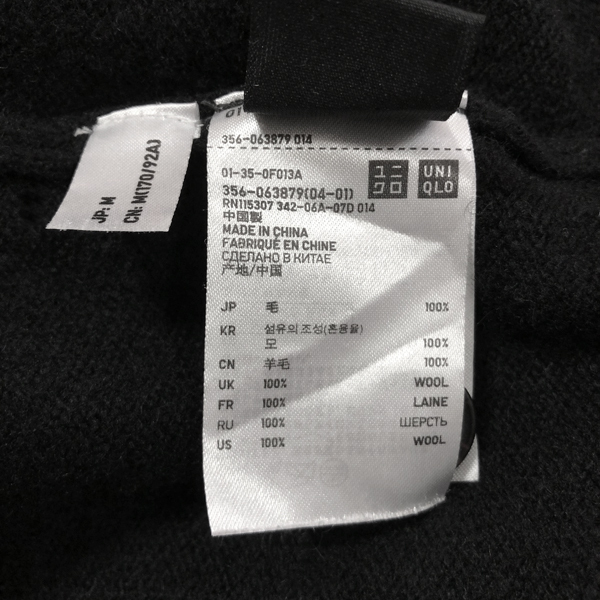 JP: M
CN: M(170/92A)
01
356-063879 014
01-35-0F013A
ユニクロ
UNIQLO
356-063879(04-01)
RN115307 342-06A-07D 014
中国製
MADE IN CHINA
FABRIQUÉ EN CHINE
СДЕЛАНО В КИТАЕ
产地/中国
JP 毛 100%
KR 섬유의 조성(혼용율)
모 100%
CN 羊毛 100%
UK 100% WOOL
FR 100% LAINE
RU 100% ШЕРСТЬ
US 100% WOOL